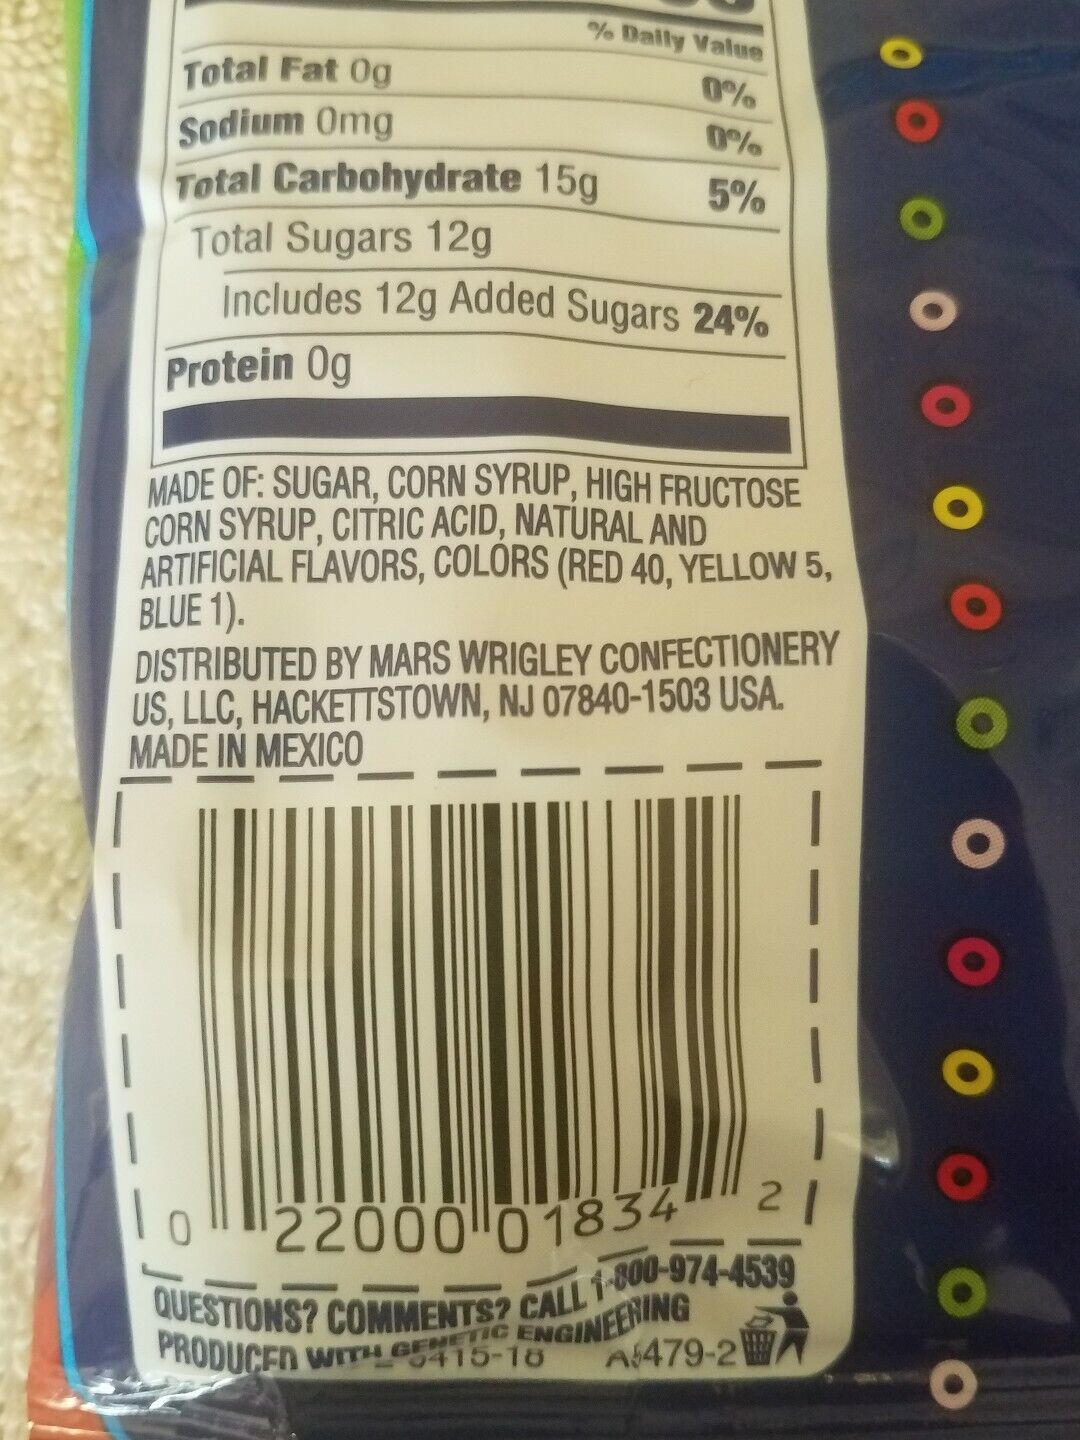 % Daily Value
Total Fat 0g 0%
Sodium 0mg 0%
Total Carbohydrate 15g 5%
Total Sugars 12g
Includes 12g Added Sugars 24%
Protein 0g
MADE OF: SUGAR, CORN SYRUP, HIGH FRUCTOSE
CORN SYRUP, CITRIC ACID, NATURAL AND
ARTIFICIAL FLAVORS, COLORS (RED 40, YELLOW 5,
BLUE 1).
DISTRIBUTED BY MARS WRIGLEY CONFECTIONERY
US, LLC, HACKETTSTOWN, NJ 07840-1503 USA.
MADE IN MEXICO
0 22000 01834 2
QUESTIONS? COMMENTS? CALL 1-800-974-4539
PRODUCED WITH GENETIC ENGINEERING